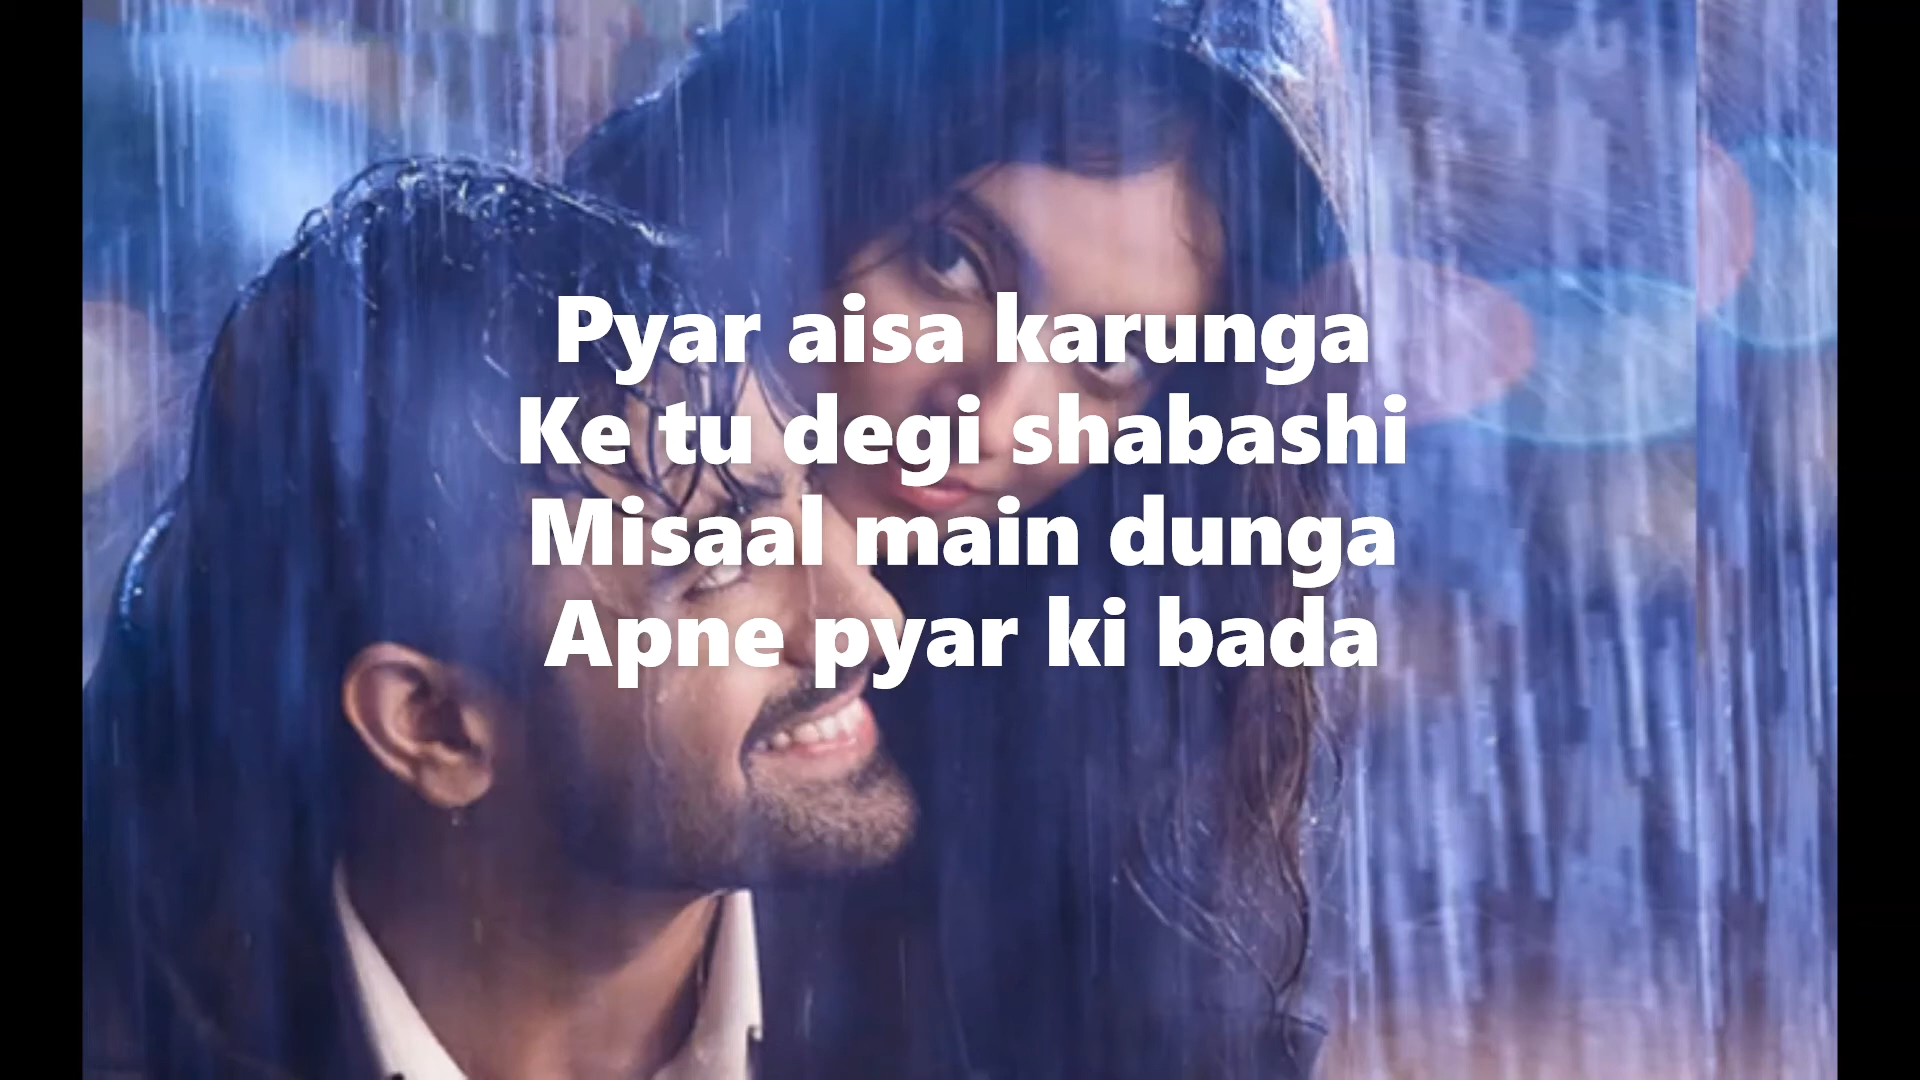 Pyar aisa karunga
Ke tu degi shabashi
Misaal main dunga
Apne pyar ki bada